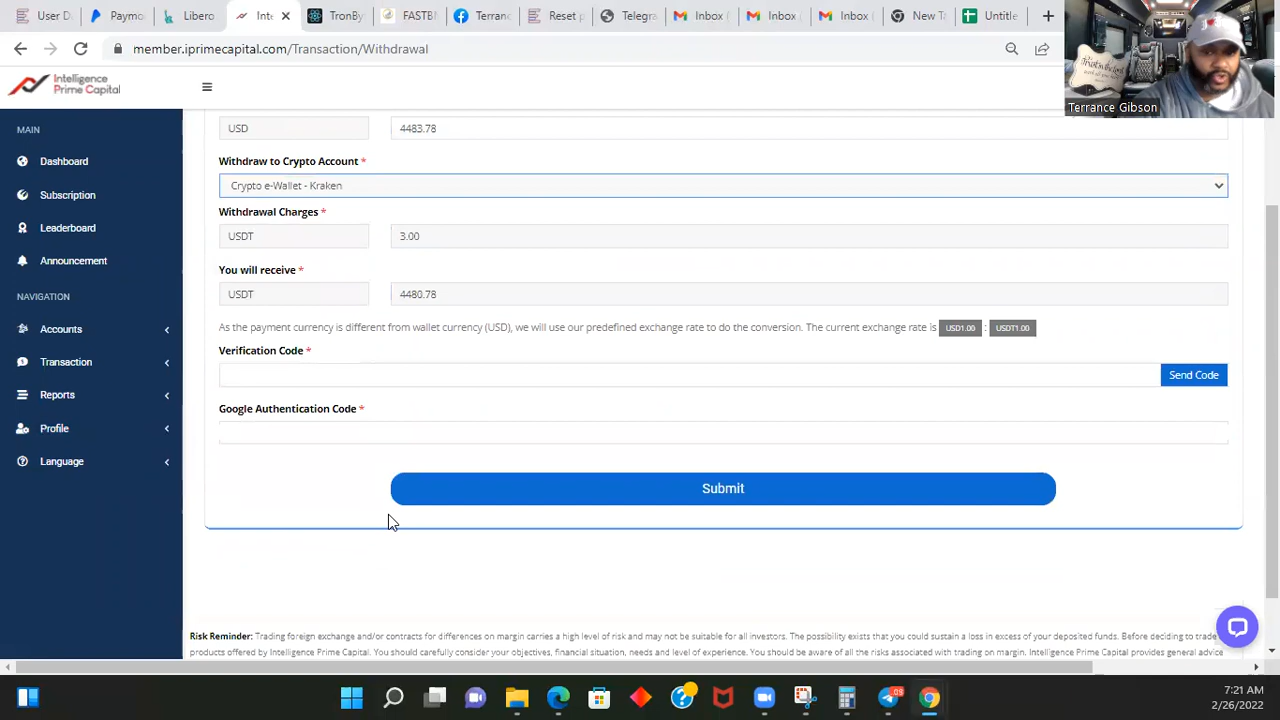 User D
Paymo
Libero
Int
TronBy
FASTB
Terranc
Reset p
Telegra
Inbox
Inbox
Inbox
New T
Untitle
member.iprimecapital.com/Transaction/Withdrawal
Intelligence
Prime Capital
Terrance Gibson
MAIN
Dashboard
Subscription
Leaderboard
Announcement
NAVIGATION
Accounts
Transaction
Reports
Profile
Language
USD
4483.78
Withdraw to Crypto Account *
Crypto e-Wallet - Kraken
Withdrawal Charges *
USDT
3.00
You will receive *
USDT
4480.78
As the payment currency is different from wallet currency (USD), we will use our predefined exchange rate to do the conversion. The current exchange rate is USD1.00 : USDT1.00
Verification Code *
Send Code
Google Authentication Code *
Submit
Risk Reminder: Trading foreign exchange and/or contracts for differences on margin carries a high level of risk and may not be suitable for all investors. The possibility exists that you could sustain a loss in excess of your deposited funds. Before deciding to trade
products offered by Intelligence Prime Capital. You should carefully consider your objectives, financial situation, needs and level of experience. You should be aware of all the risks associated with trading on margin. Intelligence Prime Capital provides general advice
7:21 AM
2/26/2022